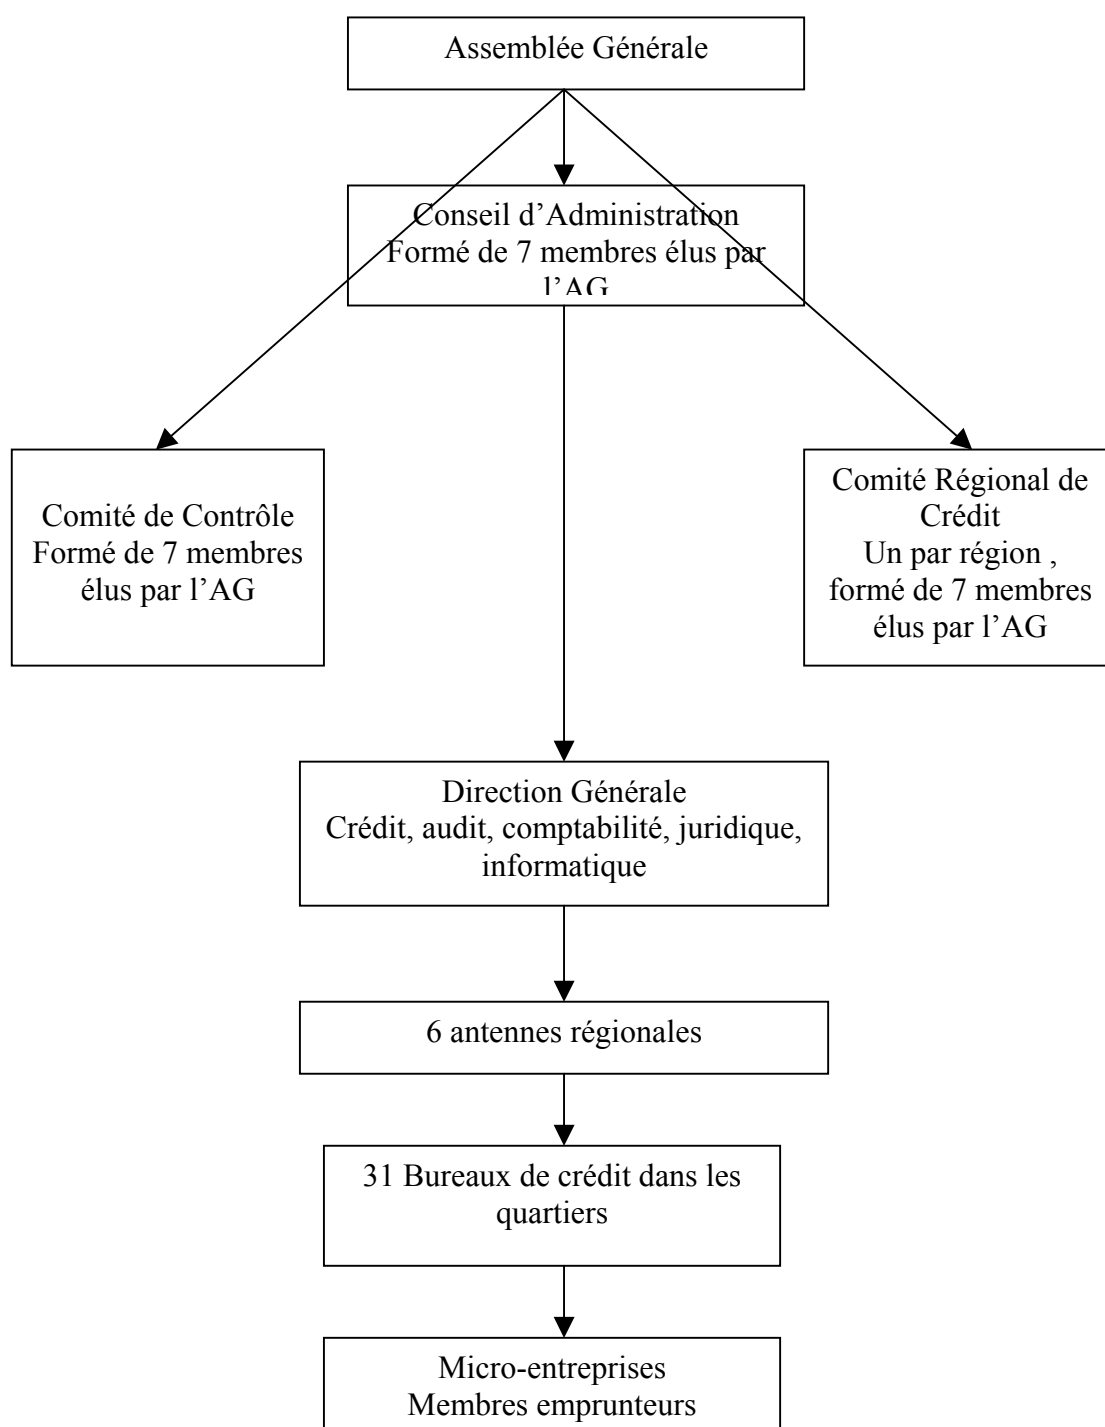 Assemblée Générale
Conseil d’Administration
Formé de 7 membres élus par
l’AG
Comité de Contrôle
Formé de 7 membres
élus par l’AG
Comité Régional de
Crédit
Un par région ,
formé de 7 membres
élus par l’AG
Direction Générale
Crédit, audit, comptabilité, juridique,
informatique
6 antennes régionales
31 Bureaux de crédit dans les
quartiers
Micro-entreprises
Membres emprunteurs